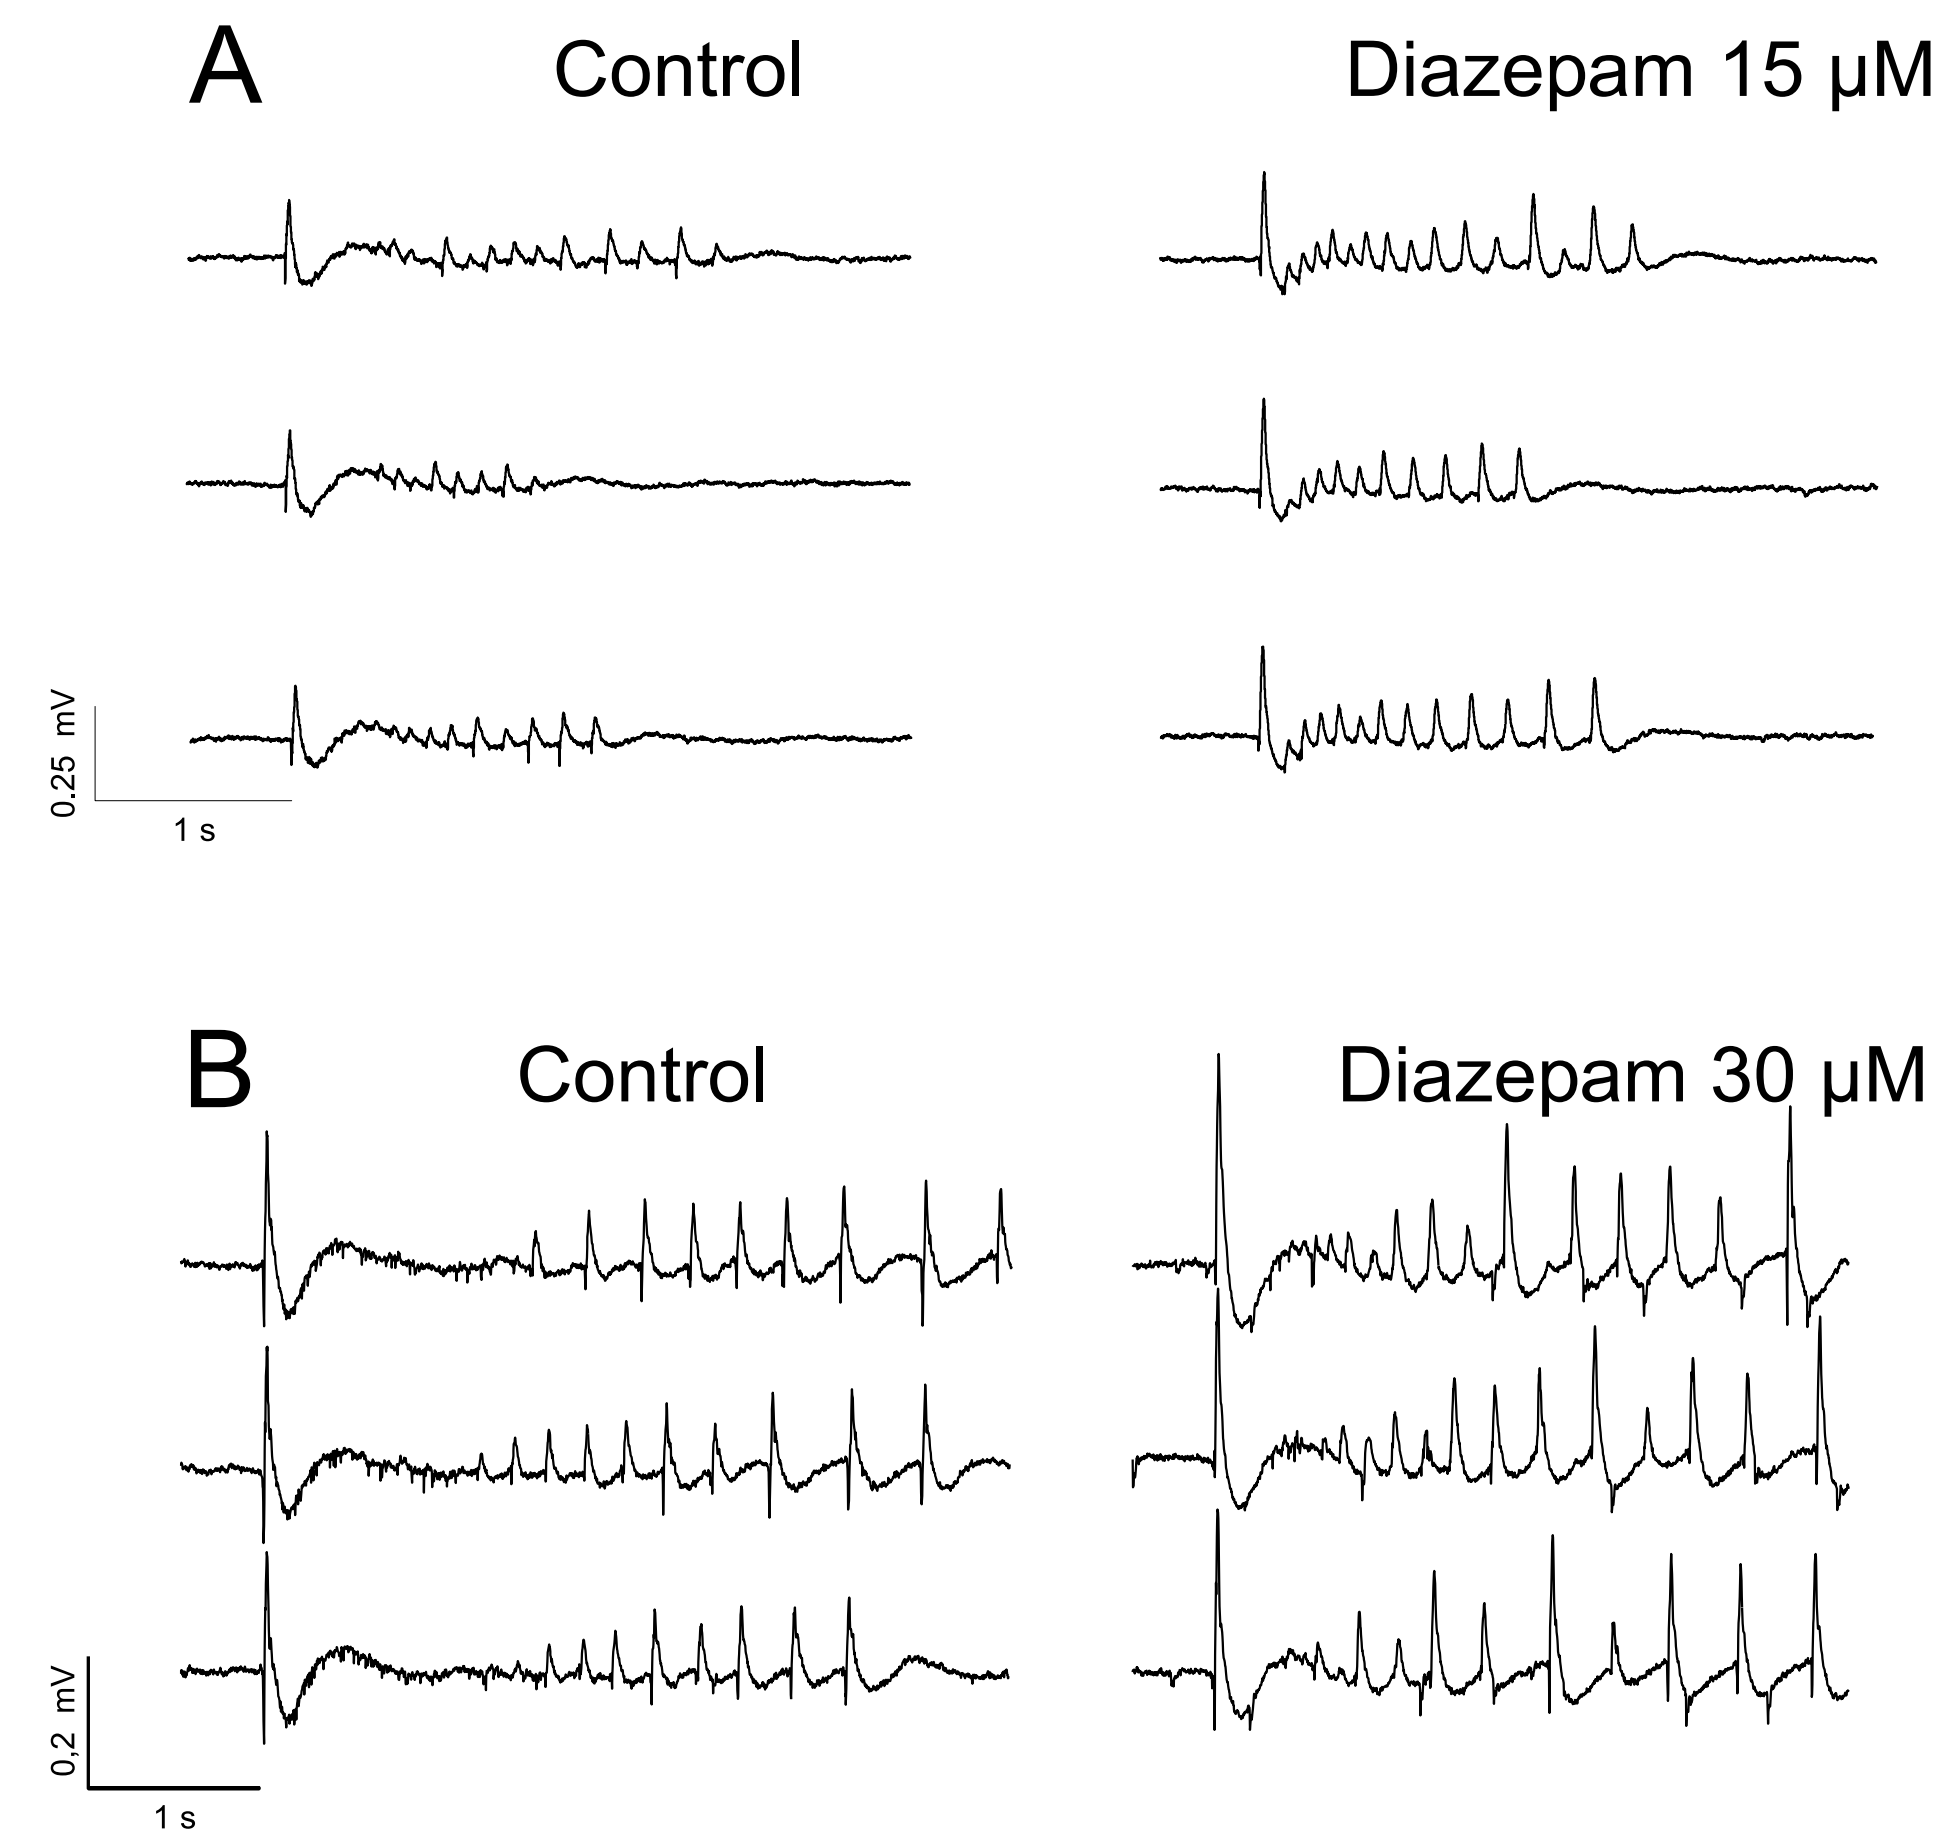 A Control Diazepam 15 µM
0.25 mV
1 s
B Control Diazepam 30 µM
0,2 mV
1 s